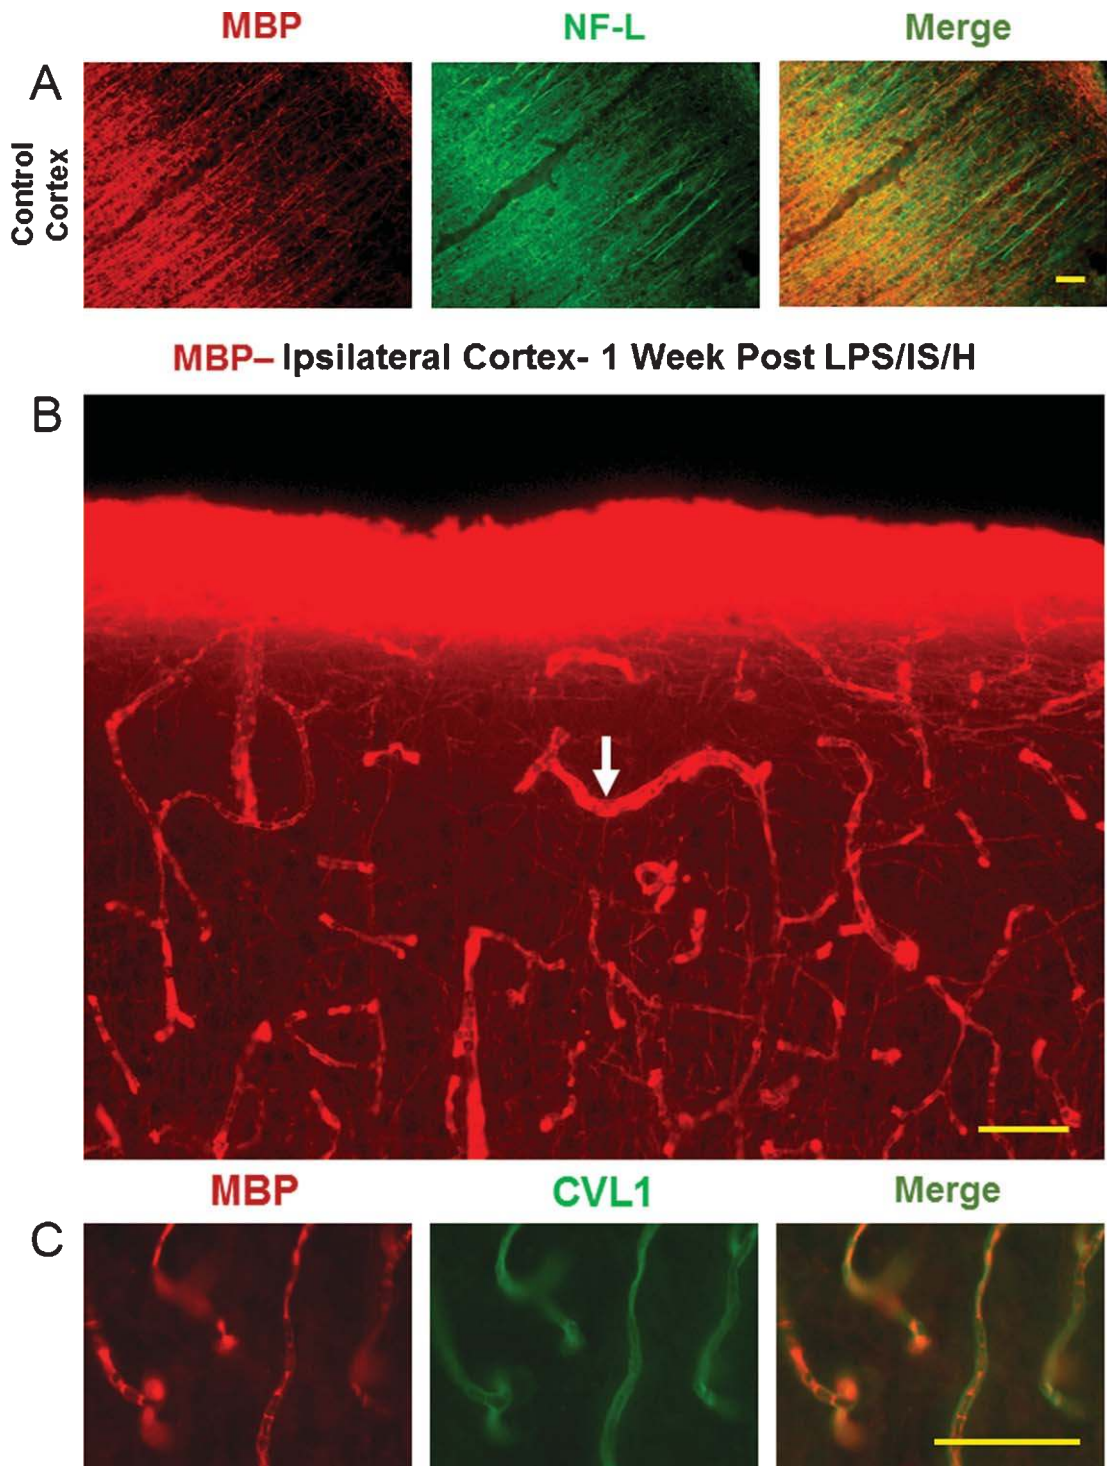 MBP NF-L Merge
A
Control
Cortex
MBP– Ipsilateral Cortex- 1 Week Post LPS/IS/H
B
MBP CVL1 Merge
C